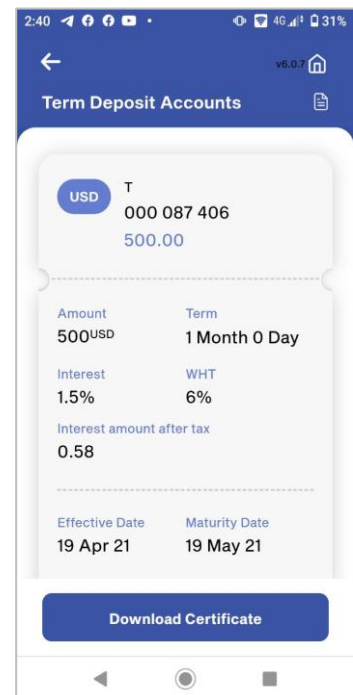 2:40 4G 31%
v6.0.7
Term Deposit Accounts
USD
T
000 087 406
500.00
Amount Term
500USD 1 Month 0 Day
Interest WHT
1.5% 6%
Interest amount after tax
0.58
Effective Date Maturity Date
19 Apr 21 19 May 21
Download Certificate